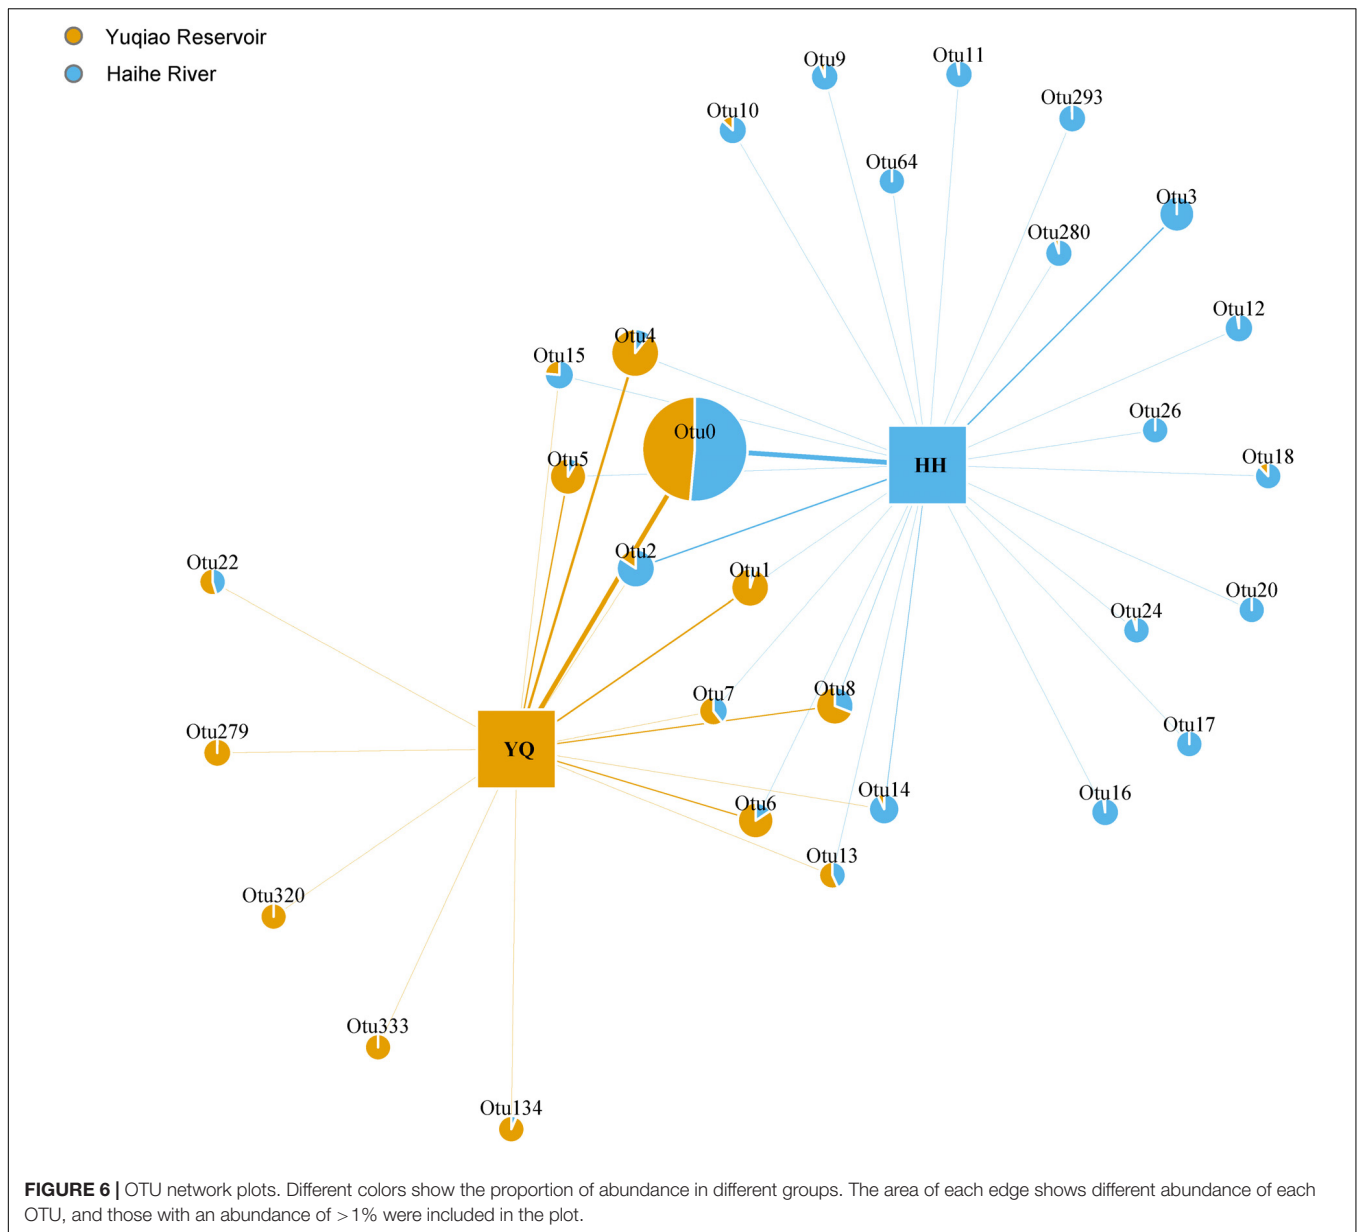 Yuqiao Reservoir
Haihe River
Otu9
Otu11
Otu293
Otu10
Otu64
Otu3
Otu280
Otu12
Otu4
Otu15
Otu26
Otu0
Otu18
Otu5
HH
Otu2
Otu22
Otu1
Otu20
Otu24
Otu7
Otu8
Otu17
Otu279
YQ
Otu14
Otu16
Otu6
Otu13
Otu320
Otu333
Otu134
FIGURE 6 | OTU network plots. Different colors show the proportion of abundance in different groups. The area of each edge shows different abundance of each
OTU, and those with an abundance of >1% were included in the plot.